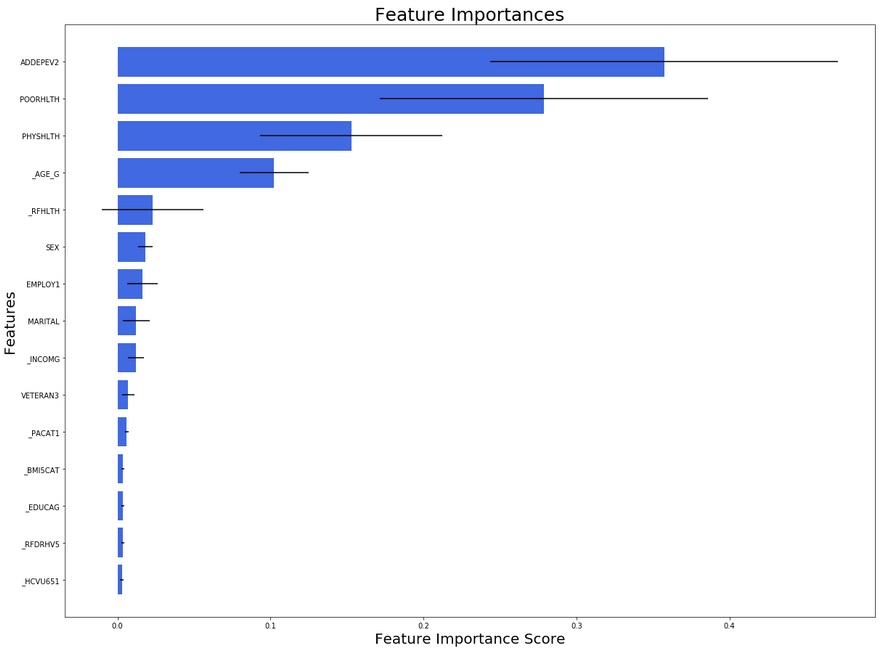 Feature Importances
ADDEPEV2
POORHLTH
PHYSHLTH
_AGE_G
_RFHLTH
SEX
EMPLOY1
MARITAL
_INCOMG
VETERAN3
_PACAT1
_BMI5CAT
_EDUCAG
_RFDRHV5
_HCVU651
Features
0.0 0.1 0.2 0.3 0.4
Feature Importance Score